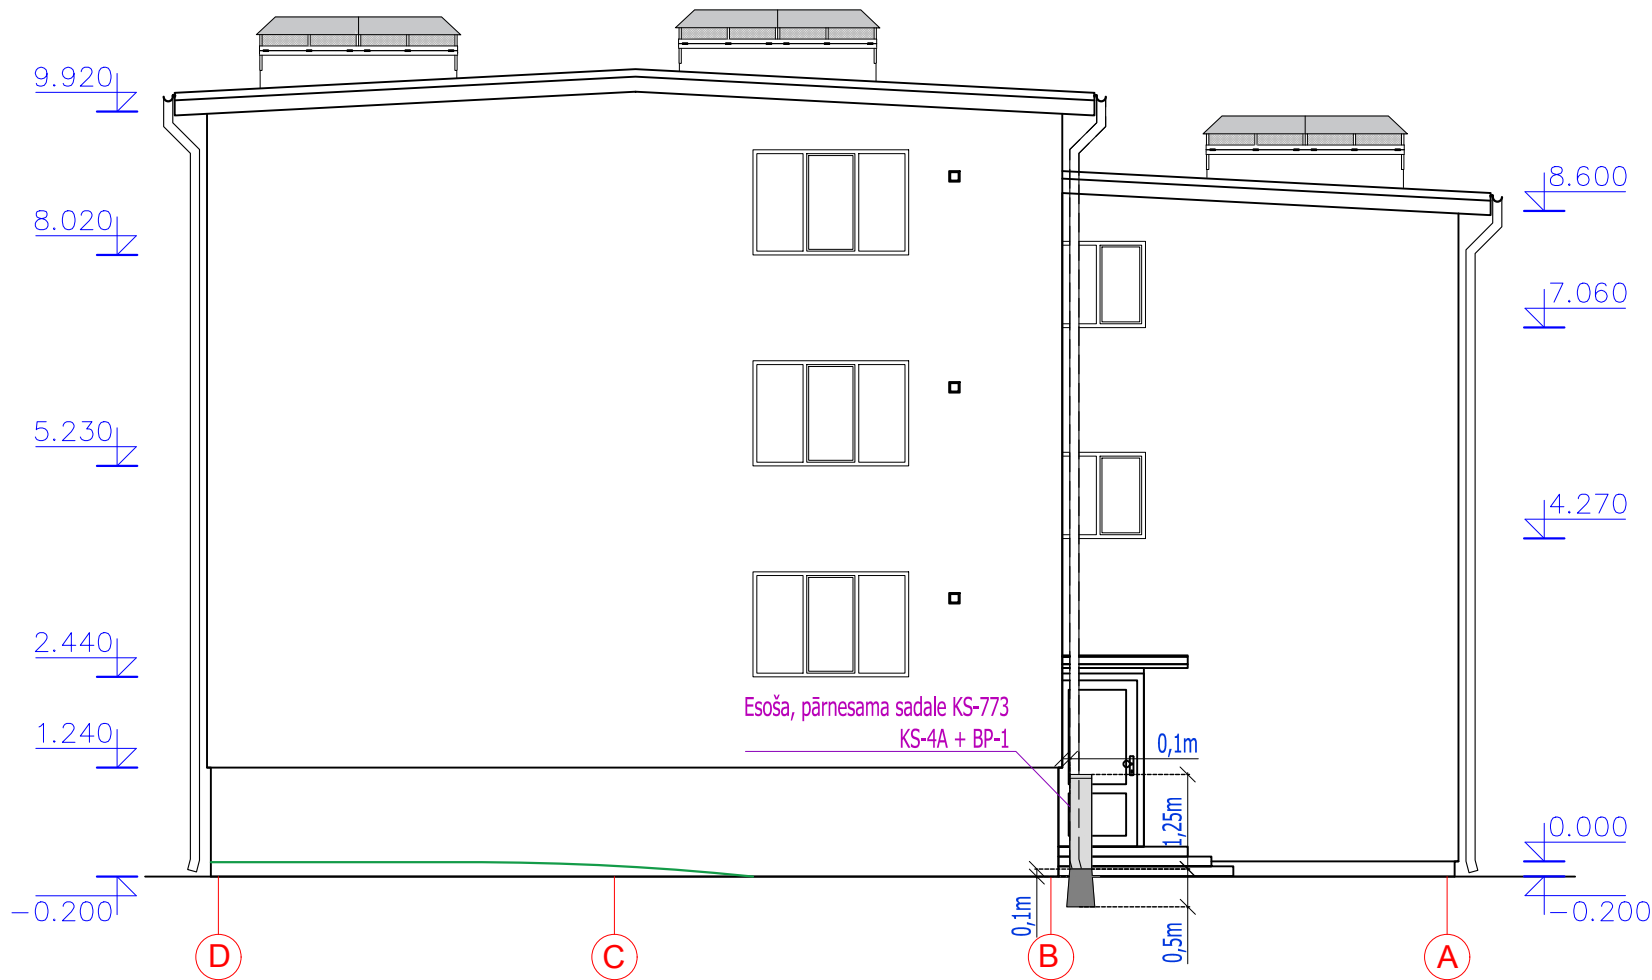 9.920
8.600
8.020
7.060
5.230
4.270
2.440
Esoša, pārnesama sadale KS-773
KS-4A + BP-1
1.240
0,1m
1,25m
0.000
-0.200
0,1m
0,5m
-0.200
D
C
B
A